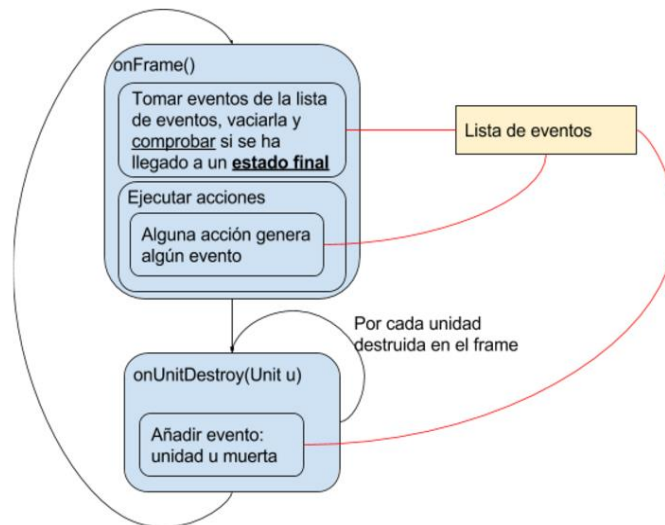 onFrame()
Tomar eventos de la lista
de eventos, vaciarla y
comprobar si se ha
llegado a un estado final
Lista de eventos
Ejecutar acciones
Alguna acción genera
algún evento
Por cada unidad
destruida en el frame
onUnitDestroy(Unit u)
Añadir evento:
unidad u muerta